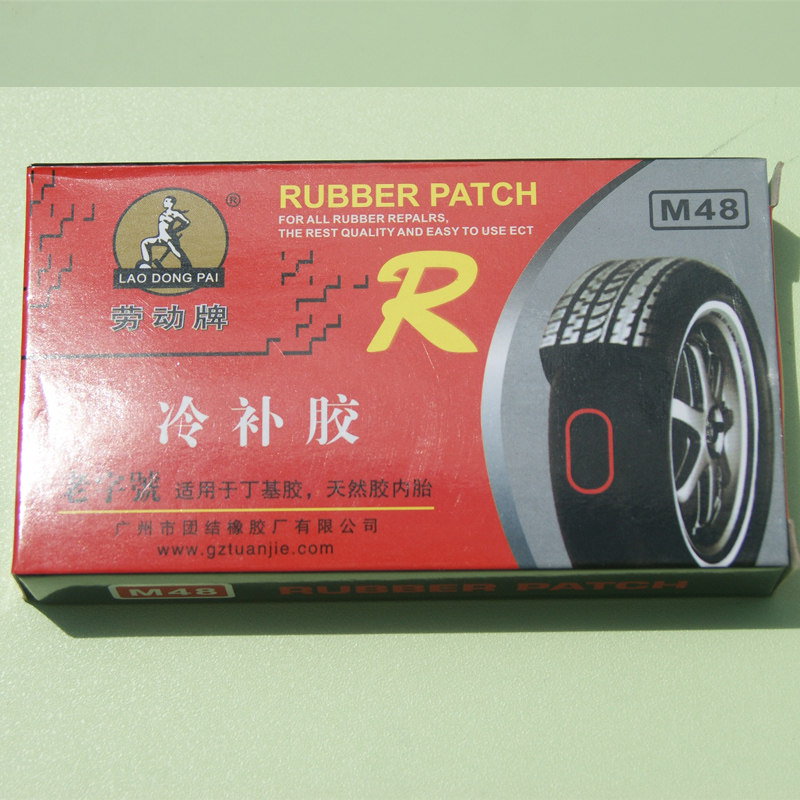 RUBBER PATCH
FOR ALL RUBBER REPALRS,
THE REST QUALITY AND EASY TO USE ECT
M48
®
LAO DONG PAI
劳动牌
R
冷补胶
老字號 适用于丁基胶，天然胶内胎
广州市团结橡胶厂有限公司
www.gztuanjie.com
M48 RUBBER PATCH